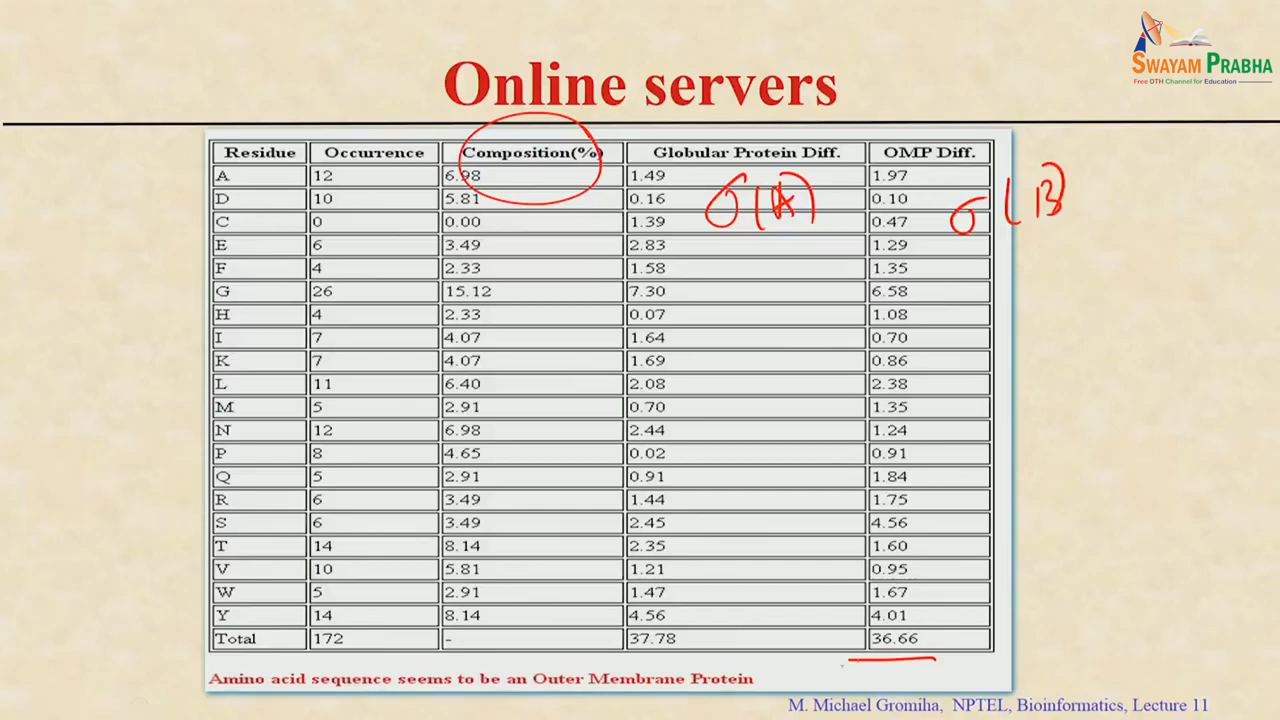 SWAYAM PRABHA
Free DTH Channel for Education
Online servers
Residue Occurrence Composition(%) Globular Protein Diff. OMP Diff.
A 12 6.98 1.49 1.97
D 10 5.81 0.16 0.10
C 0 0.00 1.39 0.47
E 6 3.49 2.83 1.29
F 4 2.33 1.58 1.35
G 26 15.12 7.30 6.58
H 4 2.33 0.07 1.08
I 7 4.07 1.64 0.70
K 7 4.07 1.69 0.86
L 11 6.40 2.08 2.38
M 5 2.91 0.70 1.35
N 12 6.98 2.44 1.24
P 8 4.65 0.02 0.91
Q 5 2.91 0.91 1.84
R 6 3.49 1.44 1.75
S 6 3.49 2.45 4.56
T 14 8.14 2.35 1.60
V 10 5.81 1.21 0.95
W 5 2.91 1.47 1.67
Y 14 8.14 4.56 4.01
Total 172 - 37.78 36.66
σ(A)
σ(B)
Amino acid sequence seems to be an Outer Membrane Protein
M. Michael Gromiha, NPTEL, Bioinformatics, Lecture 11